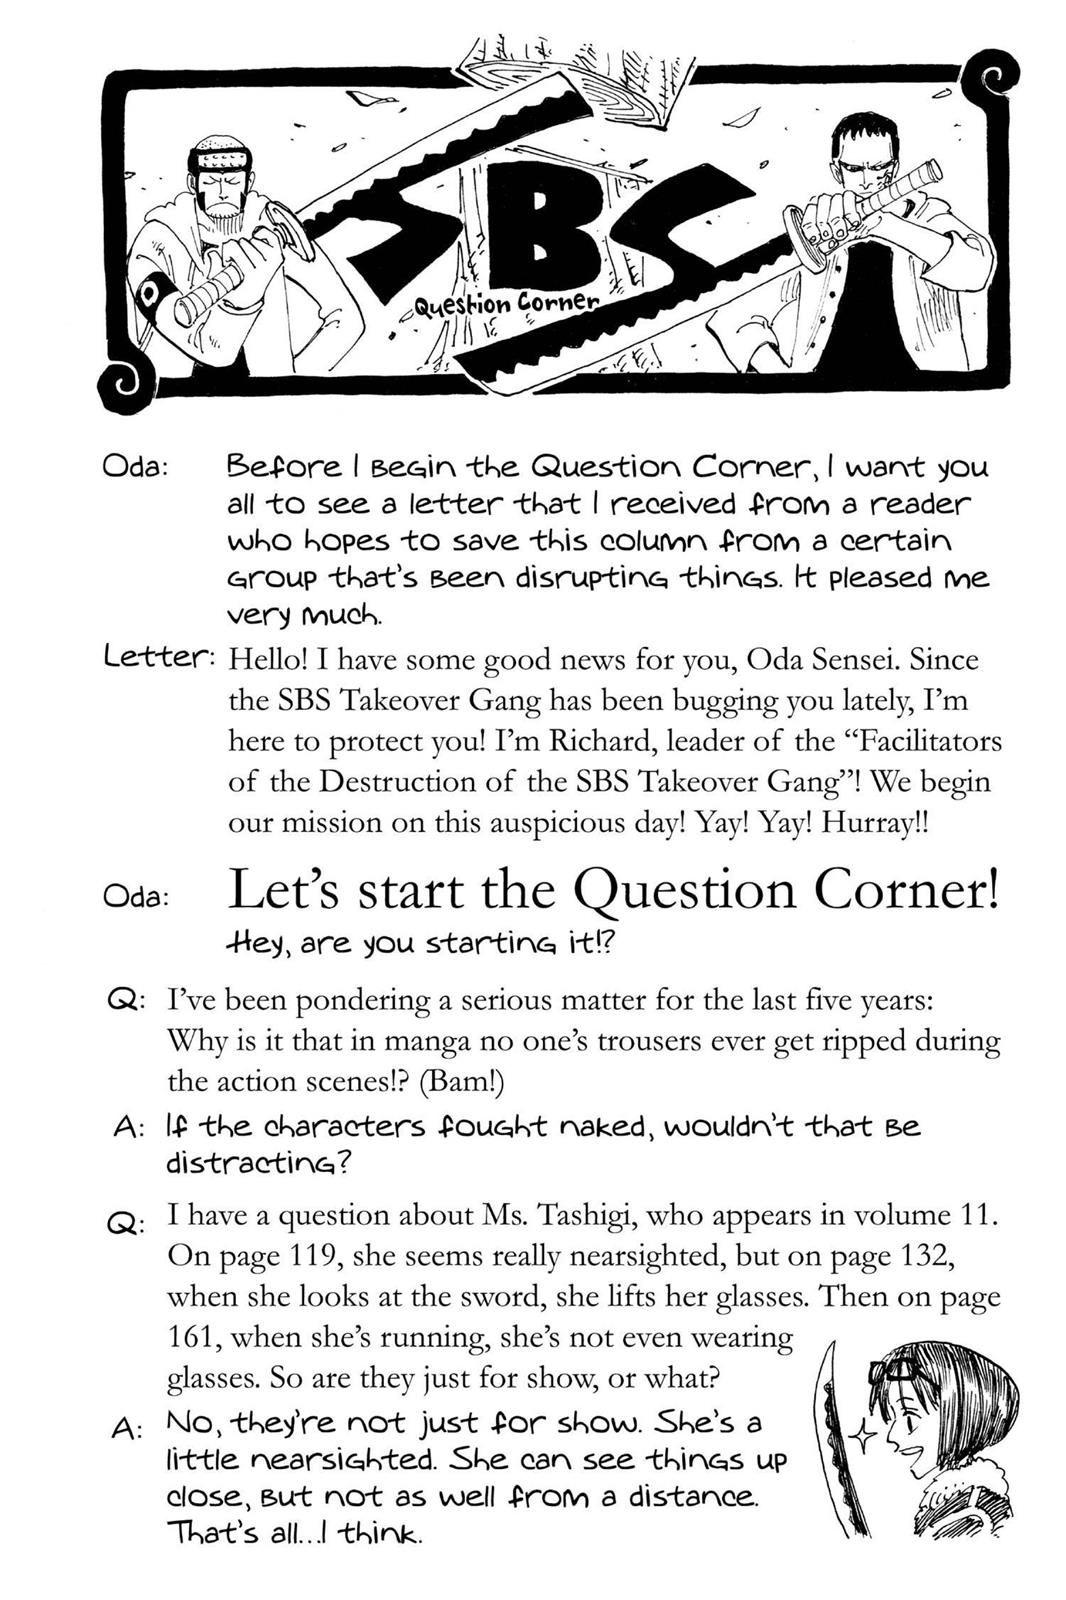 SBS
Question Corner
Oda: Before I begin the Question Corner, I want you
all to see a letter that I received from a reader
who hopes to save this column from a certain
group that's been disrupting things. It pleased me
very much.
Letter: Hello! I have some good news for you, Oda Sensei. Since
the SBS Takeover Gang has been bugging you lately, I'm
here to protect you! I'm Richard, leader of the “Facilitators
of the Destruction of the SBS Takeover Gang”! We begin
our mission on this auspicious day! Yay! Yay! Hurray!!
Oda: Let's start the Question Corner!
Hey, are you starting it!?
Q: I've been pondering a serious matter for the last five years:
Why is it that in manga no one's trousers ever get ripped during
the action scenes!? (Bam!)
A: If the characters fought naked, wouldn't that be
distracting?
Q: I have a question about Ms. Tashigi, who appears in volume 11.
On page 119, she seems really nearsighted, but on page 132,
when she looks at the sword, she lifts her glasses. Then on page
161, when she's running, she's not even wearing
glasses. So are they just for show, or what?
A: No, they're not just for show. She's a
little nearsighted. She can see things up
close, but not as well from a distance.
That's all...I think.